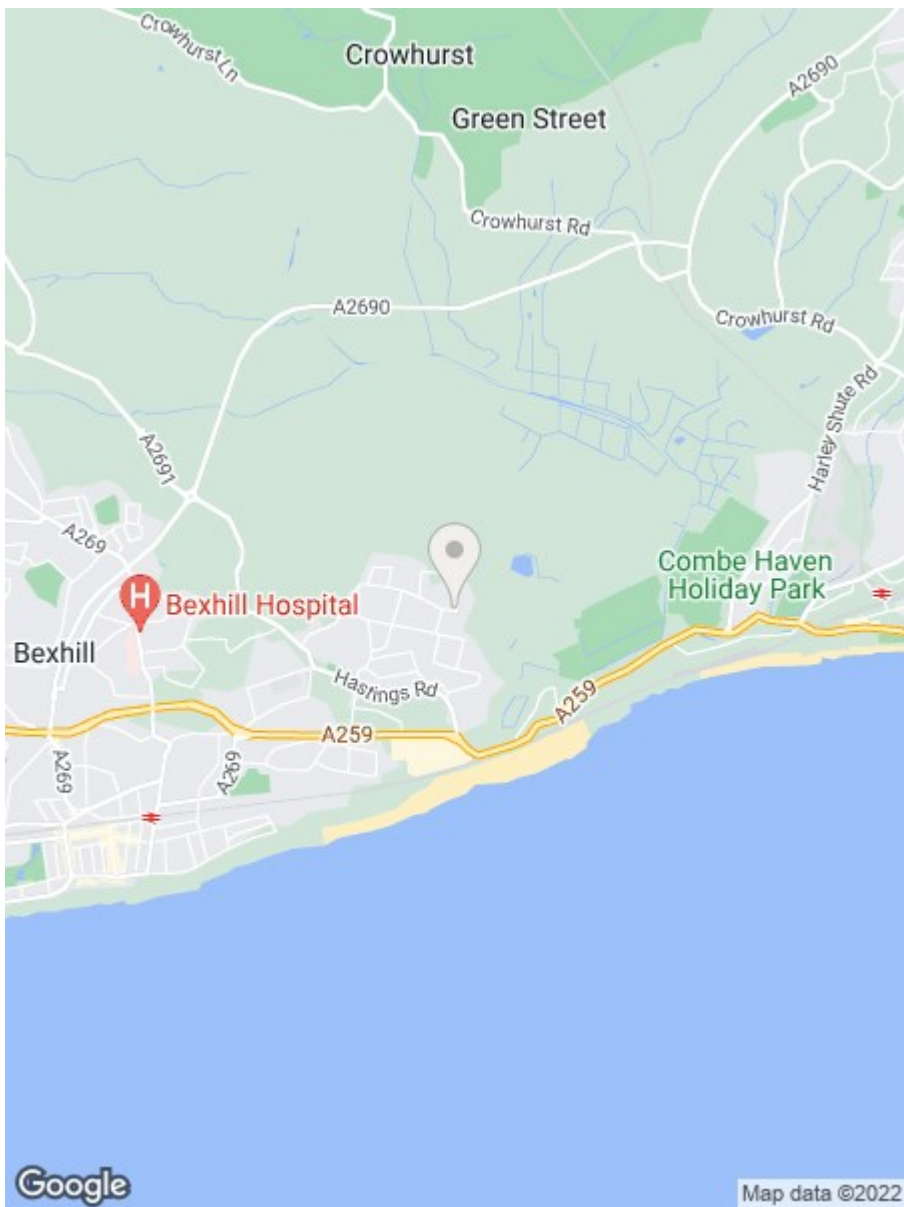 Crowhurst Ln
Crowhurst
A2690
Green Street
Crowhurst Rd
A2690
Crowhurst Rd
Harley Shute Rd
A2691
A269
Combe Haven
Holiday Park
H
Bexhill Hospital
Bexhill
Hastings Rd
A259
A259
A269
A269
Google
Map data ©2022